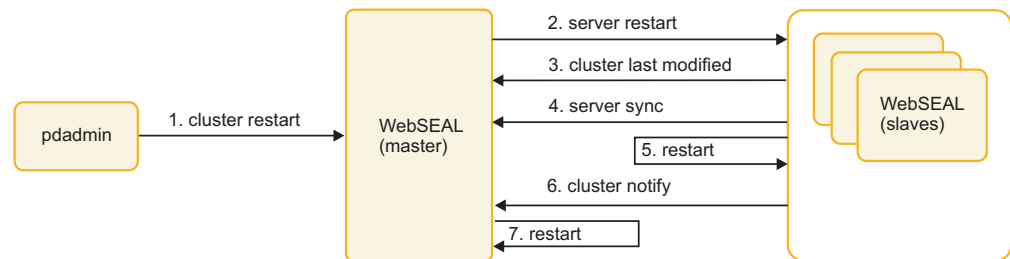 pdadmin
1. cluster restart
WebSEAL
(master)
2. server restart
3. cluster last modified
4. server sync
5. restart
6. cluster notify
7. restart
WebSEAL
(slaves)